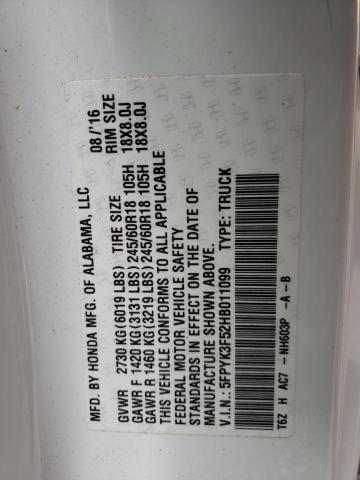 MFD. BY HONDA MFG. OF ALABAMA, LLC 08/'16
GVWR 2730 KG(6019 LBS) TIRE SIZE RIM SIZE
GAWR F 1420 KG(3131 LBS) 245/60R18 105H 18X8.0J
GAWR R 1460 KG(3219 LBS) 245/60R18 105H 18X8.0J
THIS VEHICLE CONFORMS TO ALL APPLICABLE
FEDERAL MOTOR VEHICLE SAFETY
STANDARDS IN EFFECT ON THE DATE OF
MANUFACTURE SHOWN ABOVE.
V.I.N.: 5FPYK3F52HB011099 TYPE: TRUCK
T6Z H AC7 -NH603P -A -B